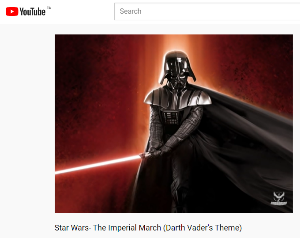 YouTube
Search
Star Wars- The Imperial March (Darth Vader's Theme)